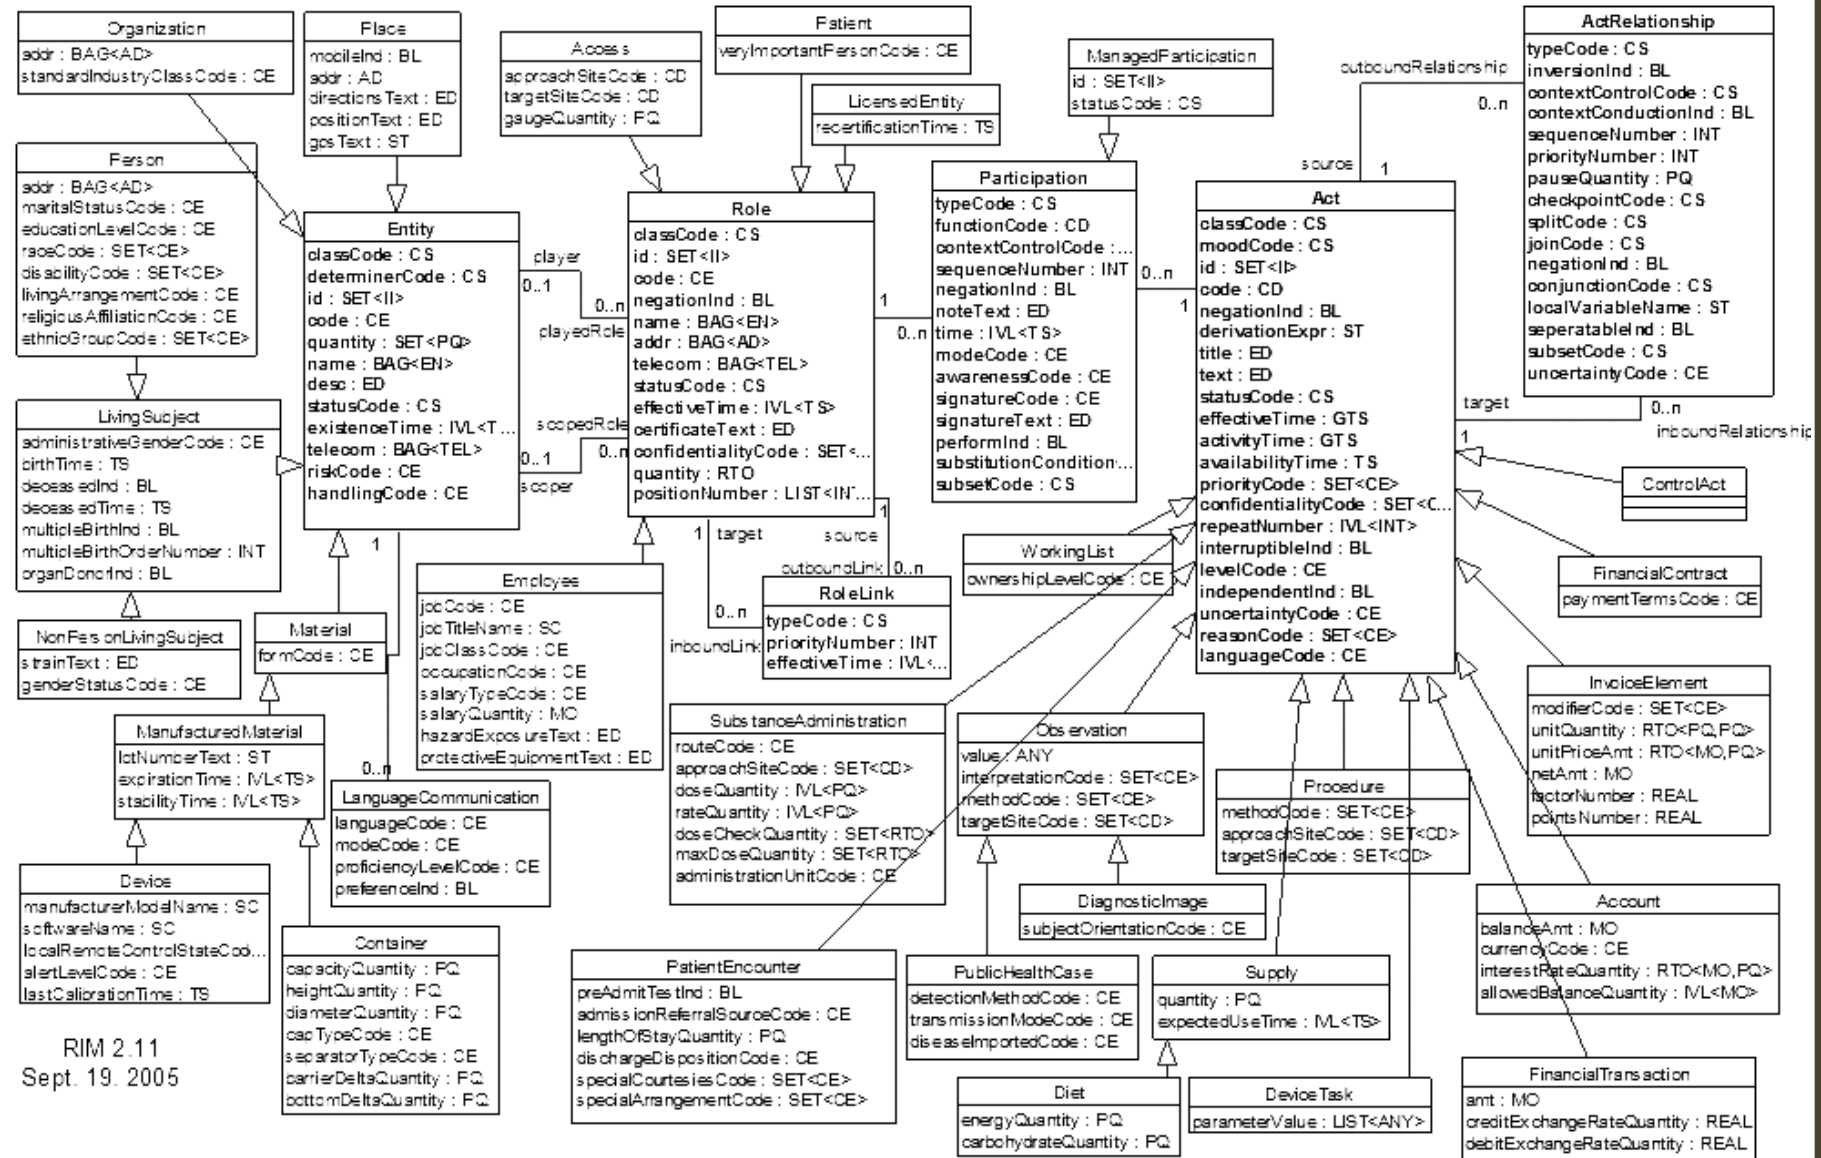 Organization
addr : BAG<AD>
standardIndustryClassCode : CE
Place
mobileInd : BL
addr : AD
directionsText : ED
positionText : ED
gpsText : ST
Access
approachSiteCode : CD
targetSiteCode : CD
gaugeQuantity : PQ
Patient
veryImportantPersonCode : CE
LicensedEntity
recertificationTime : TS
ManagedParticipation
id : SET<II>
statusCode : CS
ActRelationship
typeCode : CS
inversionInd : BL
contextControlCode : CS
contextConductionInd : BL
sequenceNumber : INT
priorityNumber : INT
pauseQuantity : PQ
checkpointCode : CS
splitCode : CS
joinCode : CS
negationInd : BL
conjunctionCode : CS
localVariableName : ST
seperatableInd : BL
subsetCode : CS
uncertaintyCode : CE
outboundRelationship
0..n
source
1
Person
addr : BAG<AD>
maritalStatusCode : CE
educationLevelCode : CE
raceCode : SET<CE>
disabilityCode : SET<CE>
livingArrangementCode : CE
religiousAffiliationCode : CE
ethnicGroupCode : SET<CE>
Entity
classCode : CS
determinerCode : CS
id : SET<II>
code : CE
quantity : SET<PQ>
name : BAG<EN>
desc : ED
statusCode : CS
existenceTime : IVL<T...
telecom : BAG<TEL>
riskCode : CE
handlingCode : CE
player
0..1
0..n
playedRole
scopedRole
0..n
0..1
scoper
Role
classCode : CS
id : SET<II>
code : CE
negationInd : BL
name : BAG<EN>
addr : BAG<AD>
telecom : BAG<TEL>
statusCode : CS
effectiveTime : IVL<TS>
certificateText : ED
confidentialityCode : SET<...
quantity : RTO
positionNumber : LIST<IN'...
1
0..n
Participation
typeCode : CS
functionCode : CD
contextControlCode :...
sequenceNumber : INT
negationInd : BL
noteText : ED
time : IVL<TS>
modeCode : CE
awarenessCode : CE
signatureCode : CE
signatureText : ED
performInd : BL
substitutionCondition...
subsetCode : CS
0..n
1
Act
classCode : CS
moodCode : CS
id : SET<II>
code : CD
negationInd : BL
derivationExpr : ST
title : ED
text : ED
statusCode : CS
effectiveTime : GTS
activityTime : GTS
availabilityTime : TS
priorityCode : SET<CE>
confidentialityCode : SET<C...
repeatNumber : IVL<INT>
interruptibleInd : BL
levelCode : CE
independentInd : BL
uncertaintyCode : CE
reasonCode : SET<CE>
languageCode : CE
target
1
0..n
inboundRelationship
ControlAct
FinancialContract
paymentTermsCode : CE
LivingSubject
administrativeGenderCode : CE
birthTime : TS
deceasedInd : BL
deceasedTime : TS
multipleBirthInd : BL
multipleBirthOrderNumber : INT
organDonorInd : BL
NonPersonLivingSubject
strainText : ED
genderStatusCode : CE
Material
formCode : CE
1
Employee
jobCode : CE
jobTitleName : SC
jobClassCode : CE
occupationCode : CE
salaryTypeCode : CE
salaryQuantity : MO
hazardExposureText : ED
protectiveEquipmentText : ED
1
target
1
source
outboundLink
0..n
0..n
inboundLink
RoleLink
typeCode : CS
priorityNumber : INT
effectiveTime : IVL<...
WorkingList
ownershipLevelCode : CE
InvoiceElement
modifierCode : SET<CE>
unitQuantity : RTO<PQ,PQ>
unitPriceAmt : RTO<MO,PQ>
netAmt : MO
factorNumber : REAL
pointsNumber : REAL
ManufacturedMaterial
lotNumberText : ST
expirationTime : IVL<TS>
stabilityTime : IVL<TS>
0..n
LanguageCommunication
languageCode : CE
modeCode : CE
proficiencyLevelCode : CE
preferenceInd : BL
SubstanceAdministration
routeCode : CE
approachSiteCode : SET<CD>
doseQuantity : IVL<PQ>
rateQuantity : IVL<PQ>
doseCheckQuantity : SET<RTO>
maxDoseQuantity : SET<RTO>
administrationUnitCode : CE
Observation
value : ANY
interpretationCode : SET<CE>
methodCode : SET<CE>
targetSiteCode : SET<CD>
Procedure
methodCode : SET<CE>
approachSiteCode : SET<CD>
targetSiteCode : SET<CD>
Device
manufacturerModelName : SC
softwareName : SC
localRemoteControlStateCod...
alertLevelCode : CE
lastCalibrationTime : TS
Container
capacityQuantity : PQ
heightQuantity : PQ
diameterQuantity : PQ
capTypeCode : CE
separatorTypeCode : CE
barrierDeltaQuantity : PQ
bottomDeltaQuantity : PQ
DiagnosticImage
subjectOrientationCode : CE
Account
balanceAmt : MO
currencyCode : CE
interestRateQuantity : RTO<MO,PQ>
allowedBalanceQuantity : IVL<MO>
PatientEncounter
preAdmitTestInd : BL
admissionReferralSourceCode : CE
lengthOfStayQuantity : PQ
dischargeDispositionCode : CE
specialCourtesiesCode : SET<CE>
specialArrangementCode : SET<CE>
PublicHealthCase
detectionMethodCode : CE
transmissionModeCode : CE
diseaseImportedCode : CE
Supply
quantity : PQ
expectedUseTime : IVL<TS>
Diet
energyQuantity : PQ
carbohydrateQuantity : PQ
DeviceTask
parameterValue : LIST<ANY>
FinancialTransaction
amt : MO
creditExchangeRateQuantity : REAL
debitExchangeRateQuantity : REAL
RIM 2.11
Sept. 19. 2005